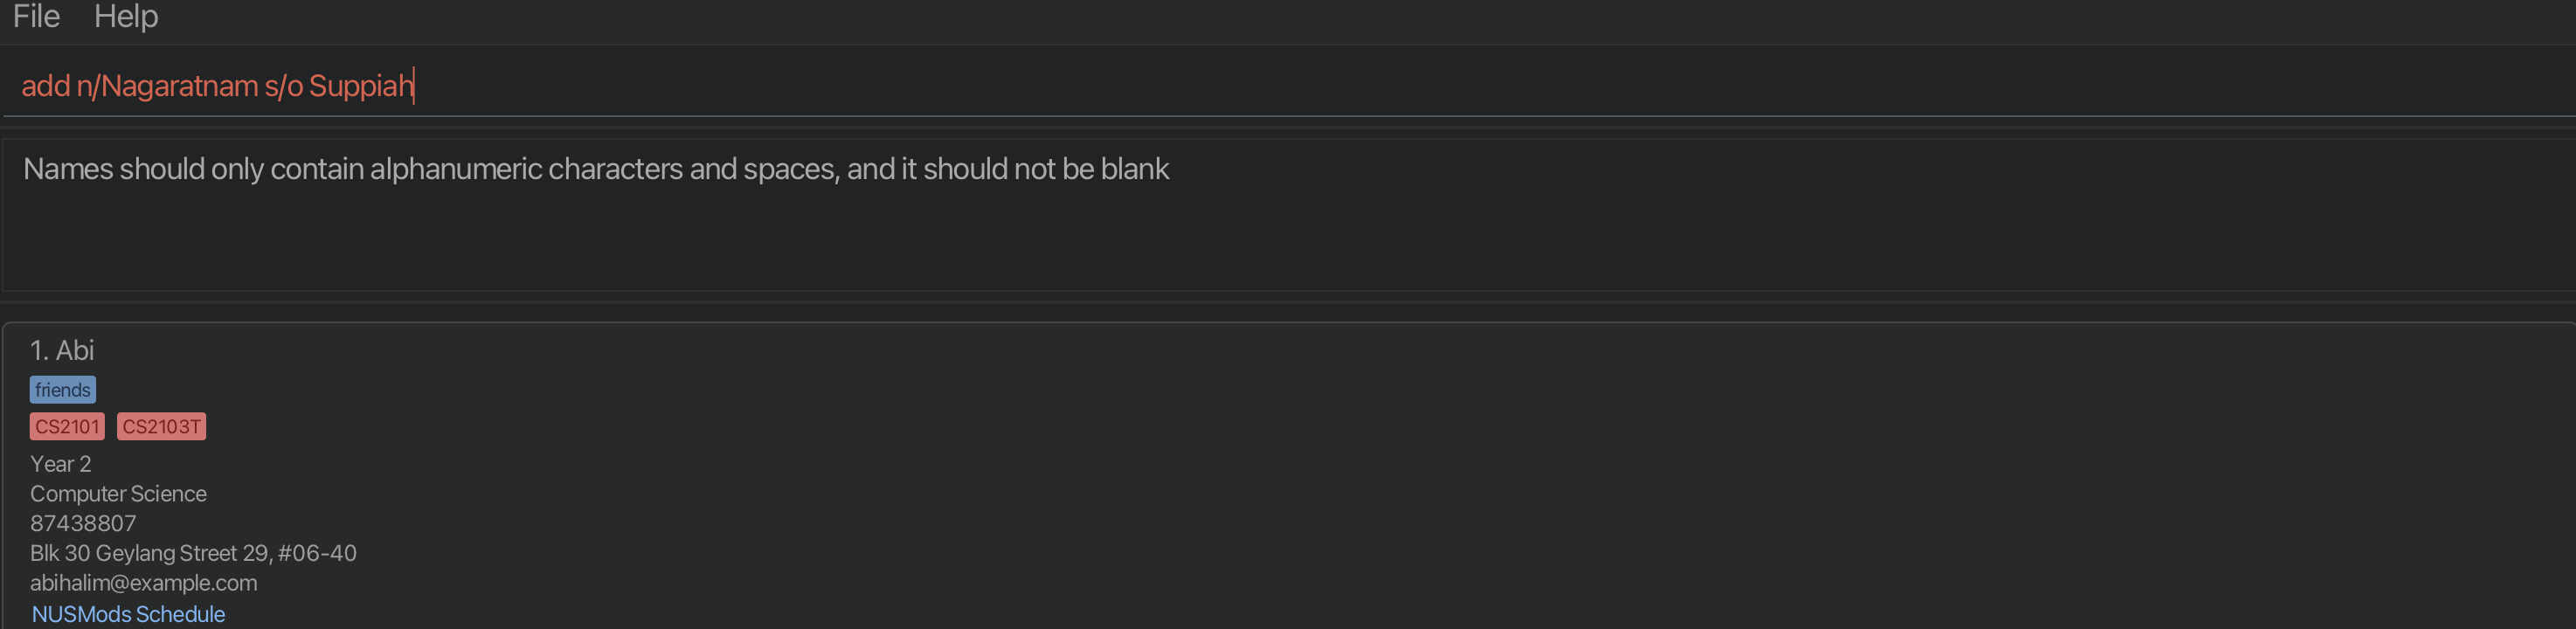 File Help
add n/Nagaratnam s/o Suppiah
Names should only contain alphanumeric characters and spaces, and it should not be blank
1. Abi
friends
CS2101 CS2103T
Year 2
Computer Science
87438807
Blk 30 Geylang Street 29, #06-40
abihalim@example.com
NUSMods Schedule